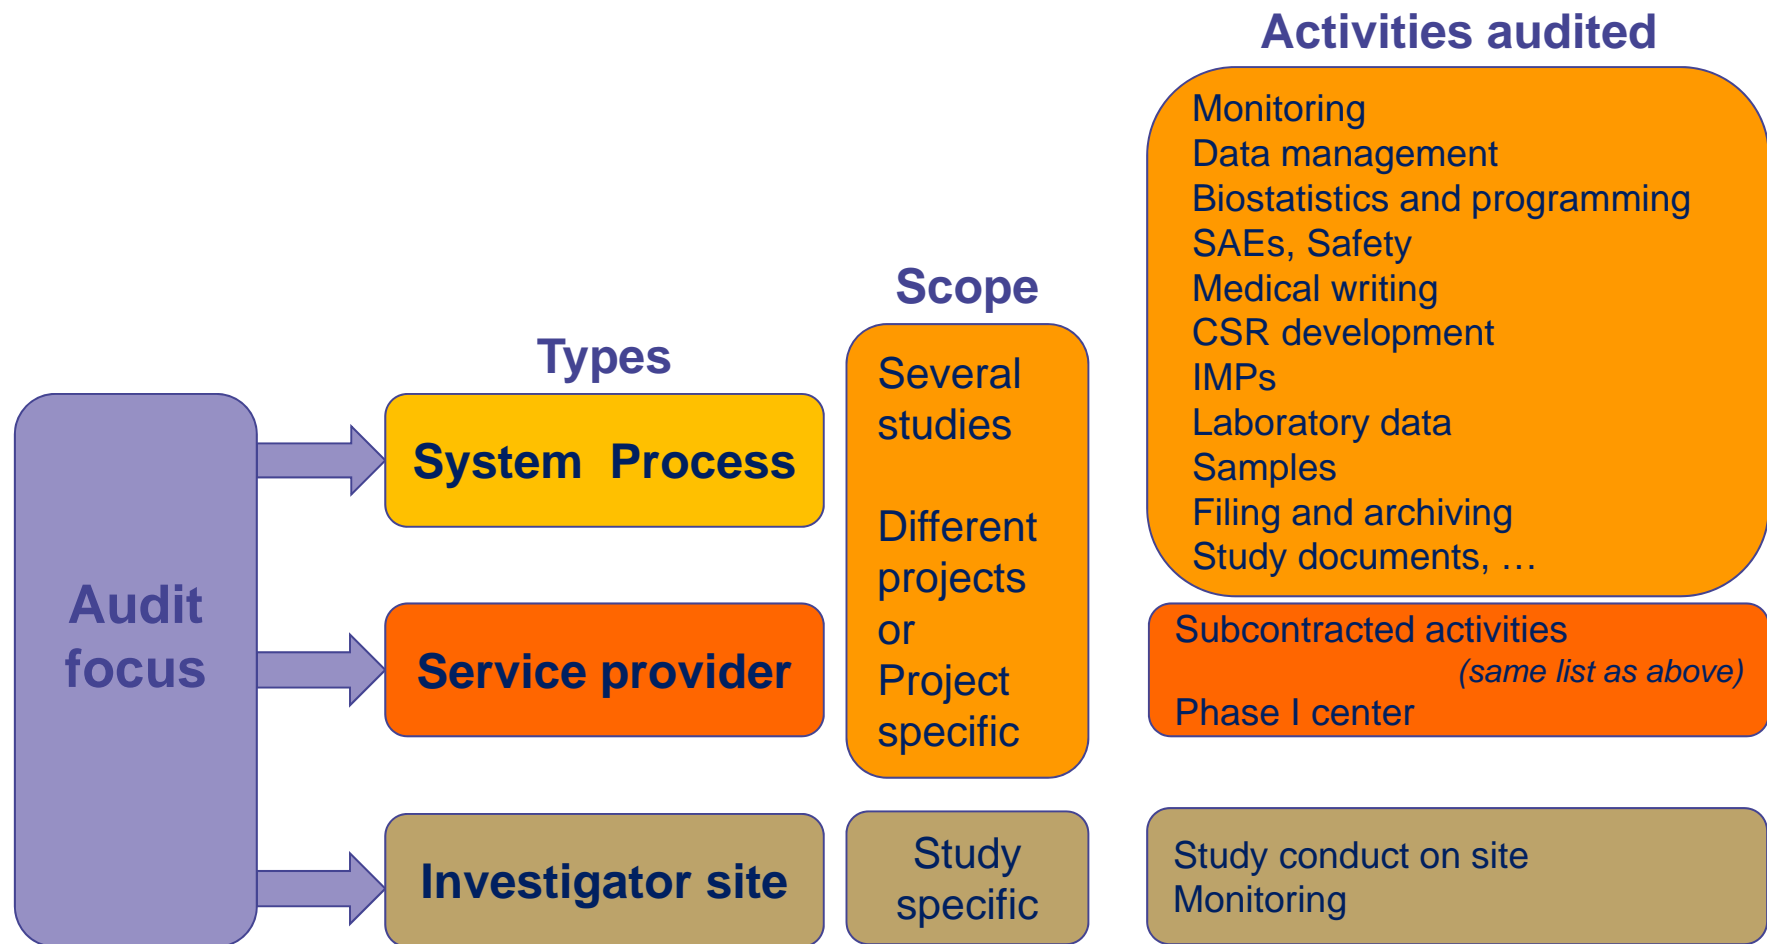 Activities audited
Monitoring
Data management
Biostatistics and programming
SAEs, Safety
Medical writing
CSR development
IMPs
Laboratory data
Samples
Filing and archiving
Study documents, …
Scope
Several
studies
Different
projects
or
Project
specific
Types
System  Process
Audit
focus
Service provider
Subcontracted activities
(same list as above)
Phase I center
Investigator site
Study
specific
Study conduct on site
Monitoring